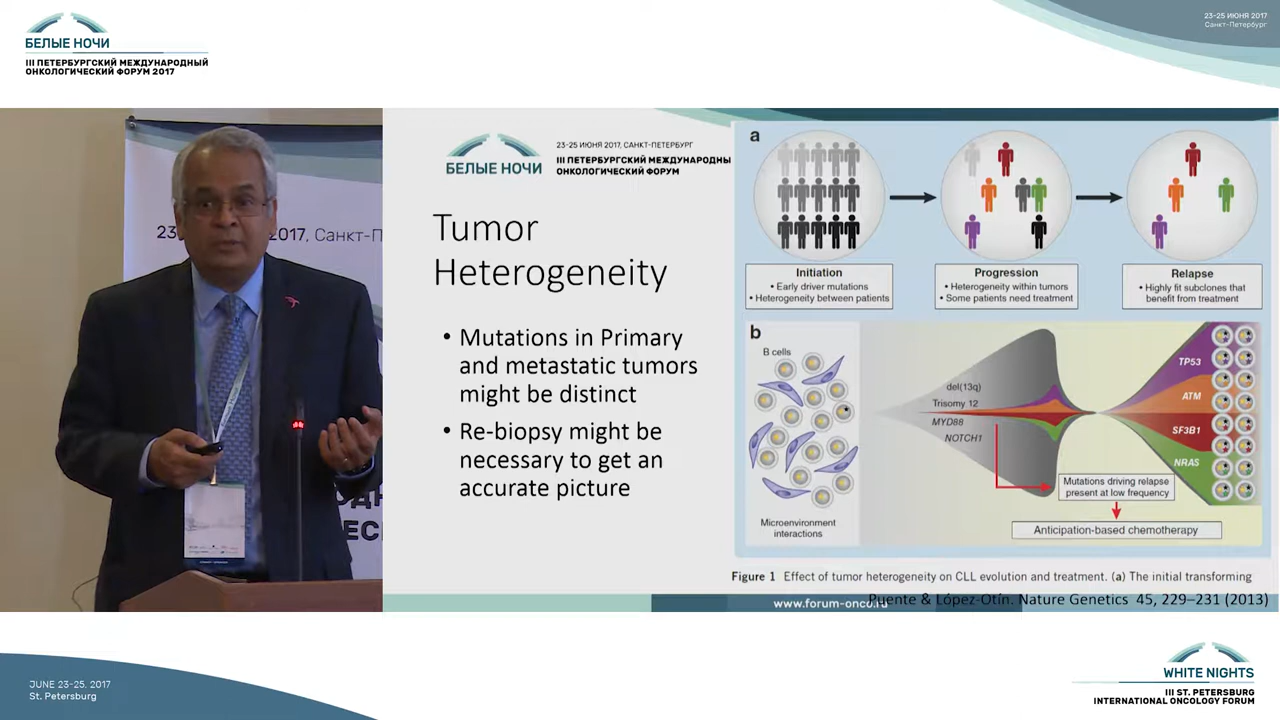 БЕЛЫЕ НОЧИ
III ПЕТЕРБУРГСКИЙ МЕЖДУНАРОДНЫЙ
ОНКОЛОГИЧЕСКИЙ ФОРУМ 2017
23-25 ИЮНЯ 2017
Санкт-Петербург
2017, Санкт-П
БЕЛЫЕ НОЧИ
23-25 ИЮНЯ 2017, САНКТ-ПЕТЕРБУРГ
III ПЕТЕРБУРГСКИЙ МЕЖДУНАРОДНЫ
ОНКОЛОГИЧЕСКИЙ ФОРУМ
Tumor
Heterogeneity
• Mutations in Primary
and metastatic tumors
might be distinct
• Re-biopsy might be
necessary to get an
accurate picture
a
Initiation
• Early driver mutations
• Heterogeneity between patients
Progression
• Heterogeneity within tumors
• Some patients need treatment
Relapse
• Highly fit subclones that
benefit from treatment
b
B cells
Microenvironment
interactions
del(13q)
Trisomy 12
MYD88
NOTCH1
TP53
ATM
SF3B1
NRAS
Mutations driving relapse
present at low frequency
Anticipation-based chemotherapy
Figure 1 Effect of tumor heterogeneity on CLL evolution and treatment. (a) The initial transforming
Puente & López-Otín. Nature Genetics 45, 229–231 (2013)
www.forum-onco.ru
JUNE 23-25, 2017
St. Petersburg
WHITE NIGHTS
III ST. PETERSBURG
INTERNATIONAL ONCOLOGY FORUM